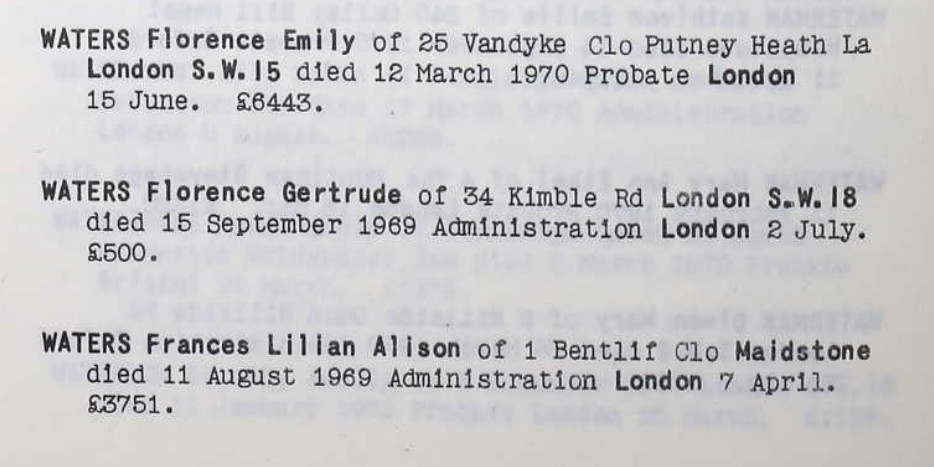 WATERS Florence Emily of 25 Vandyke Clo Putney Heath La
London S.W.15 died 12 March 1970 Probate London
15 June. £6443.
WATERS Florence Gertrude of 34 Kimble Rd London S.W.18
died 15 September 1969 Administration London 2 July.
£500.
WATERS Frances Lilian Alison of 1 Bentlif Clo Maidstone
died 11 August 1969 Administration London 7 April.
£3751.